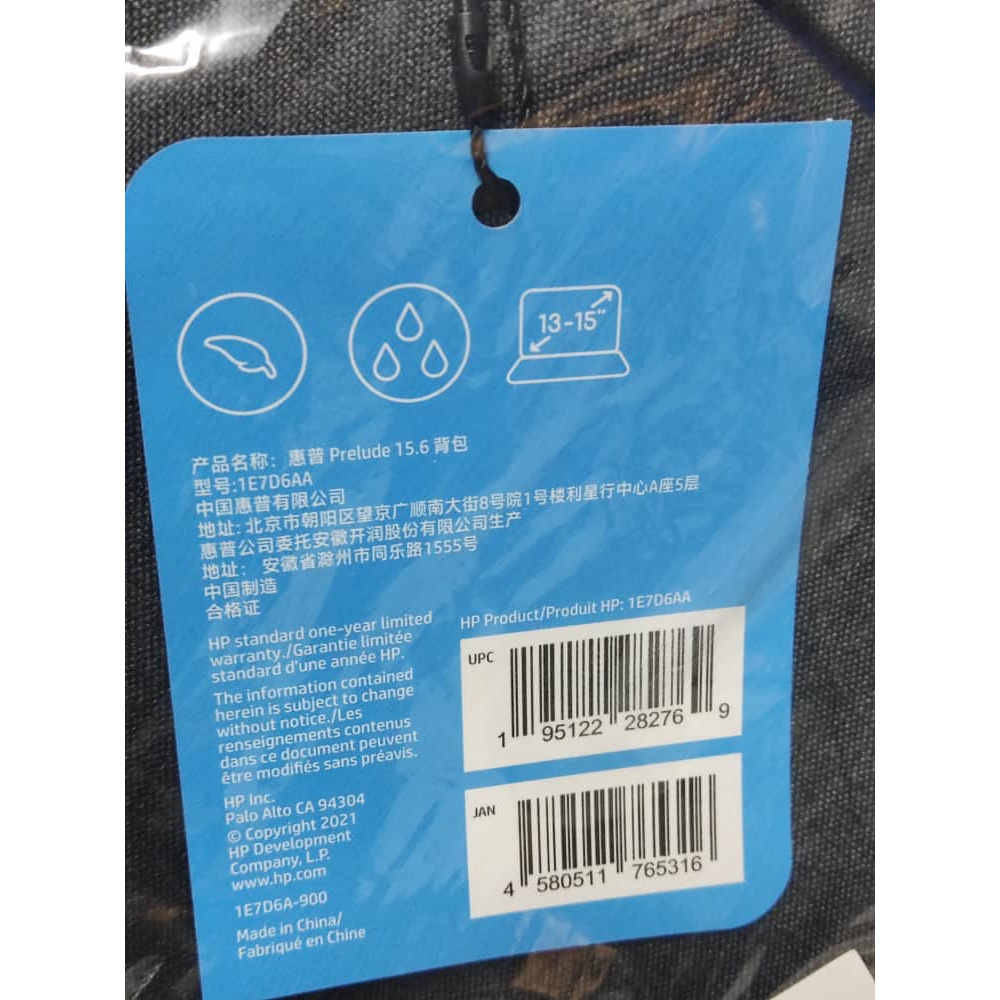 13-15"
产品名称：惠普 Prelude 15.6 背包
型号:1E7D6AA
中国惠普有限公司
地址: 北京市朝阳区望京广顺南大街8号院1号楼利星行中心A座5层
惠普公司委托安徽开润股份有限公司生产
地址： 安徽省滁州市同乐路1555号
中国制造
合格证
HP standard one-year limited
warranty./Garantie limitée
standard d'une année HP.
The information contained
herein is subject to change
without notice./Les
renseignements contenus
dans ce document peuvent
être modifiés sans préavis.
HP Inc.
Palo Alto CA 94304
© Copyright 2021
HP Development
Company, L.P.
www.hp.com
1E7D6A-900
Made in China/
Fabriqué en Chine
HP Product/Produit HP: 1E7D6AA
UPC
1 95122 28276 9
JAN
4 580511 765316